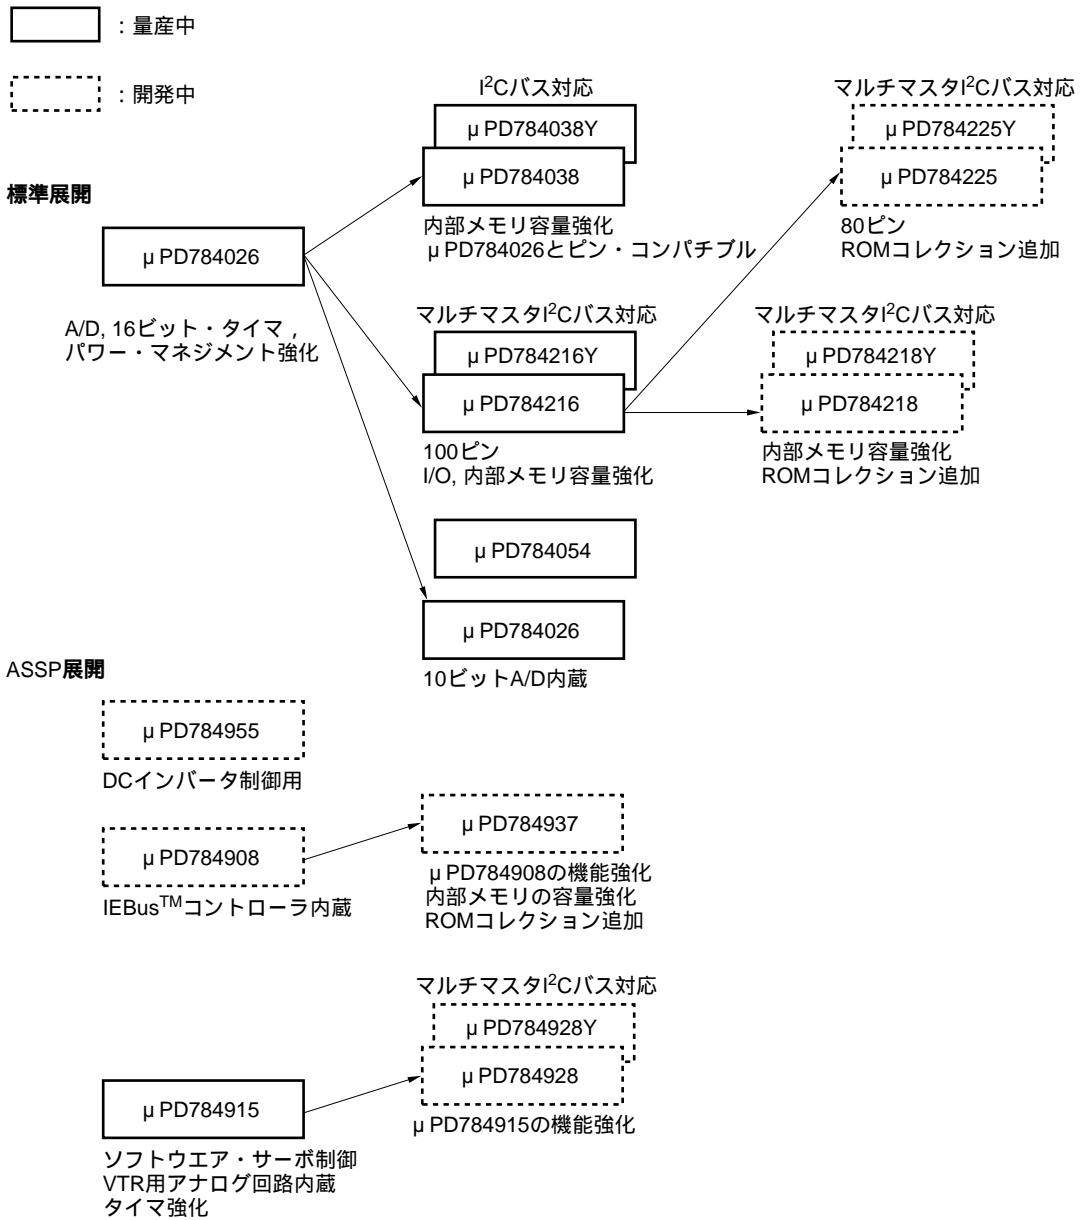 ：量産中
：開発中
I²Cバス対応
μPD784038Y
μPD784038
内部メモリ容量強化
μPD784026とピン・コンパチブル
マルチマスタI²Cバス対応
μPD784225Y
μPD784225
80ピン
ROMコレクション追加
標準展開
μPD784026
A/D, 16ビット・タイマ，
パワー・マネジメント強化
マルチマスタI²Cバス対応
μPD784216Y
μPD784216
100ピン
I/O, 内部メモリ容量強化
マルチマスタI²Cバス対応
μPD784218Y
μPD784218
内部メモリ容量強化
ROMコレクション追加
μPD784054
μPD784026
10ビットA/D内蔵
ASSP展開
μPD784955
DCインバータ制御用
μPD784908
IEBus™コントローラ内蔵
μPD784937
μPD784908の機能強化
内部メモリの容量強化
ROMコレクション追加
マルチマスタI²Cバス対応
μPD784928Y
μPD784928
μPD784915の機能強化
μPD784915
ソフトウエア・サーボ制御
VTR用アナログ回路内蔵
タイマ強化